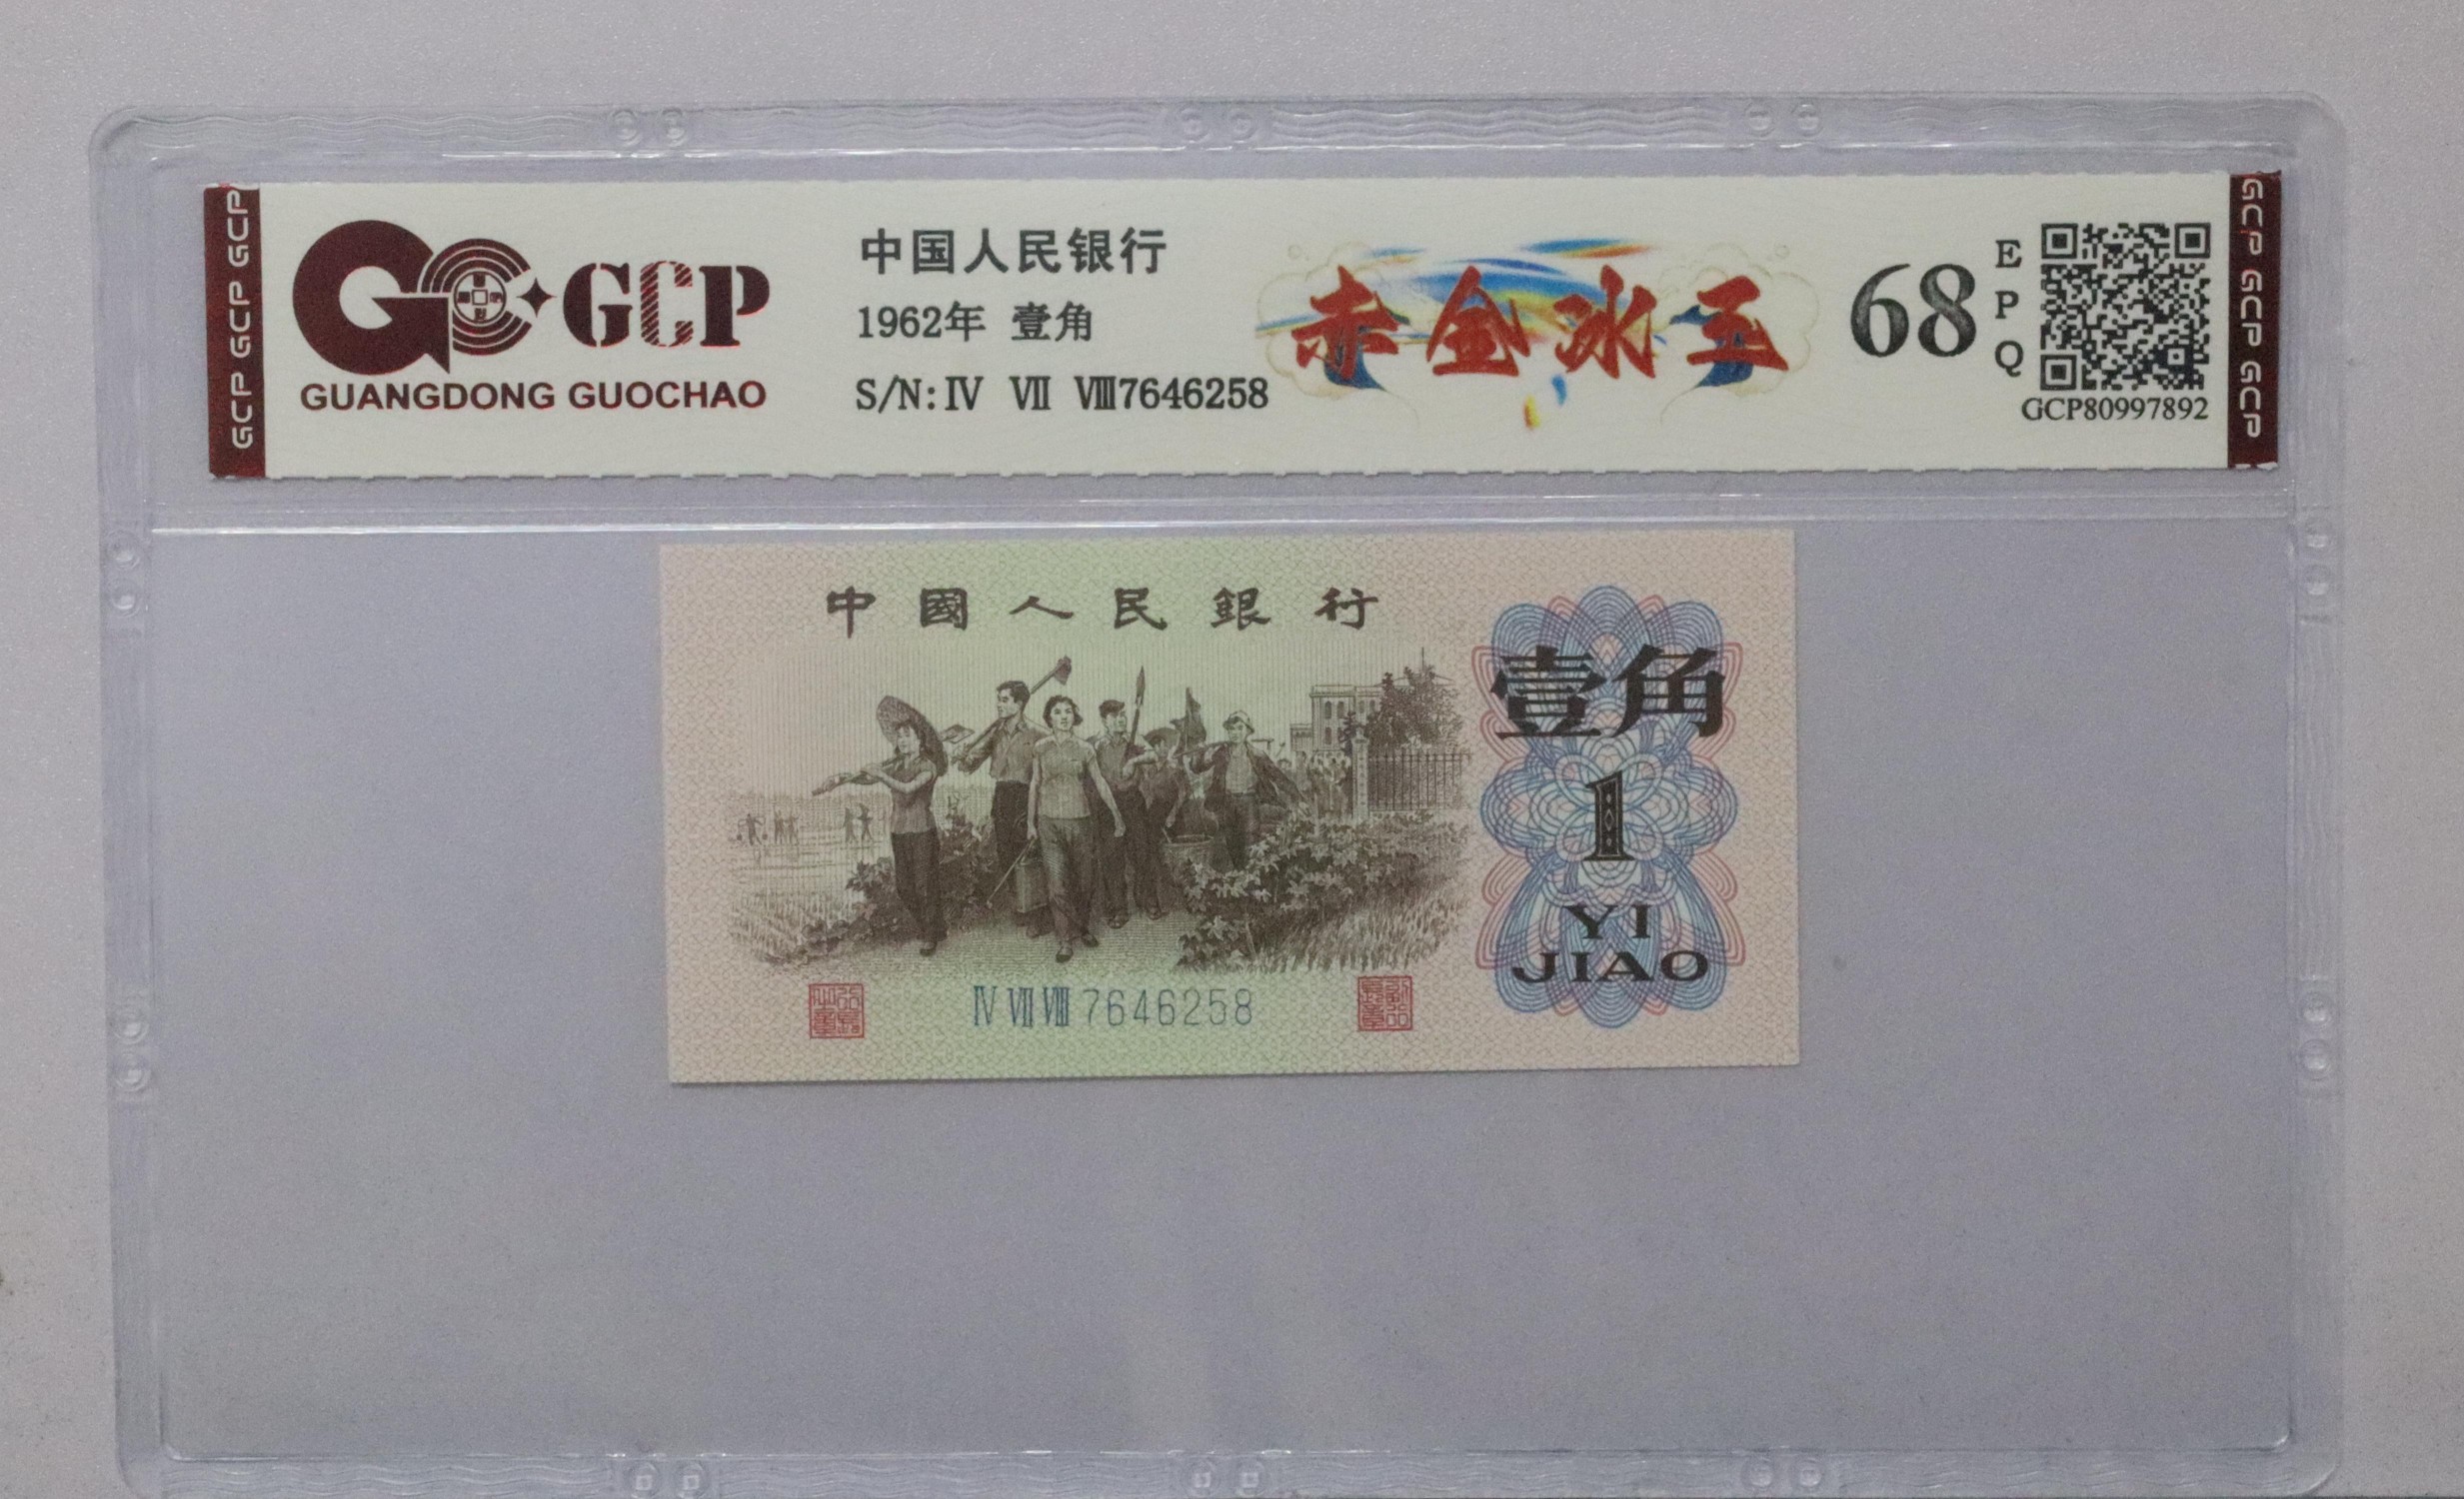 GCP GCP GCP
GCP
GUANGDONG GUOCHAO
中国人民银行
1962年 壹角
S/N: Ⅳ Ⅶ Ⅷ7646258
赤金冰王
68
E
P
Q
GCP80997892
GCP GCP GCP
中國人民銀行
壹角
1
YI
JIAO
Ⅳ Ⅶ Ⅷ 7646258